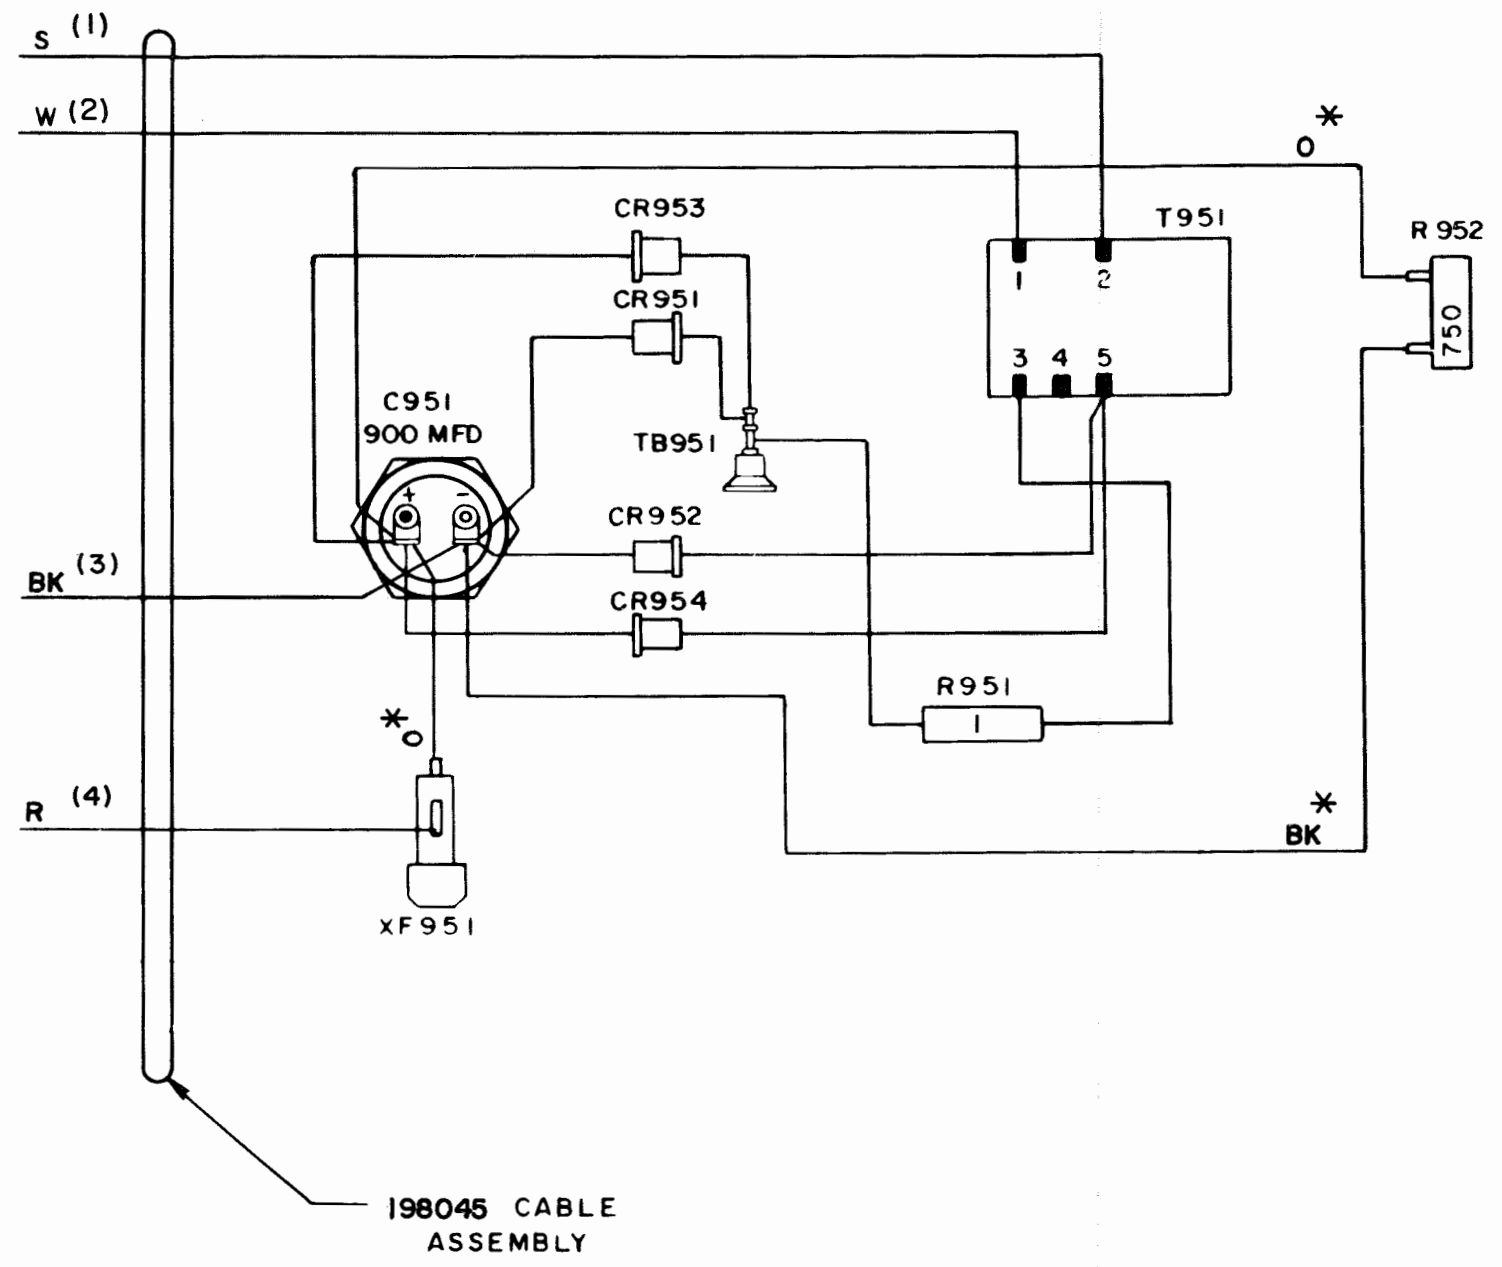 S (1)
W (2)
*
O
CR953
T951
R 952
1 2
CR951
750
3 4 5
C951
900 MFD
TB951
+ -
CR952
BK (3)
CR954
R951
1
*
O
R (4)
*
BK
XF951
198045 CABLE
ASSEMBLY